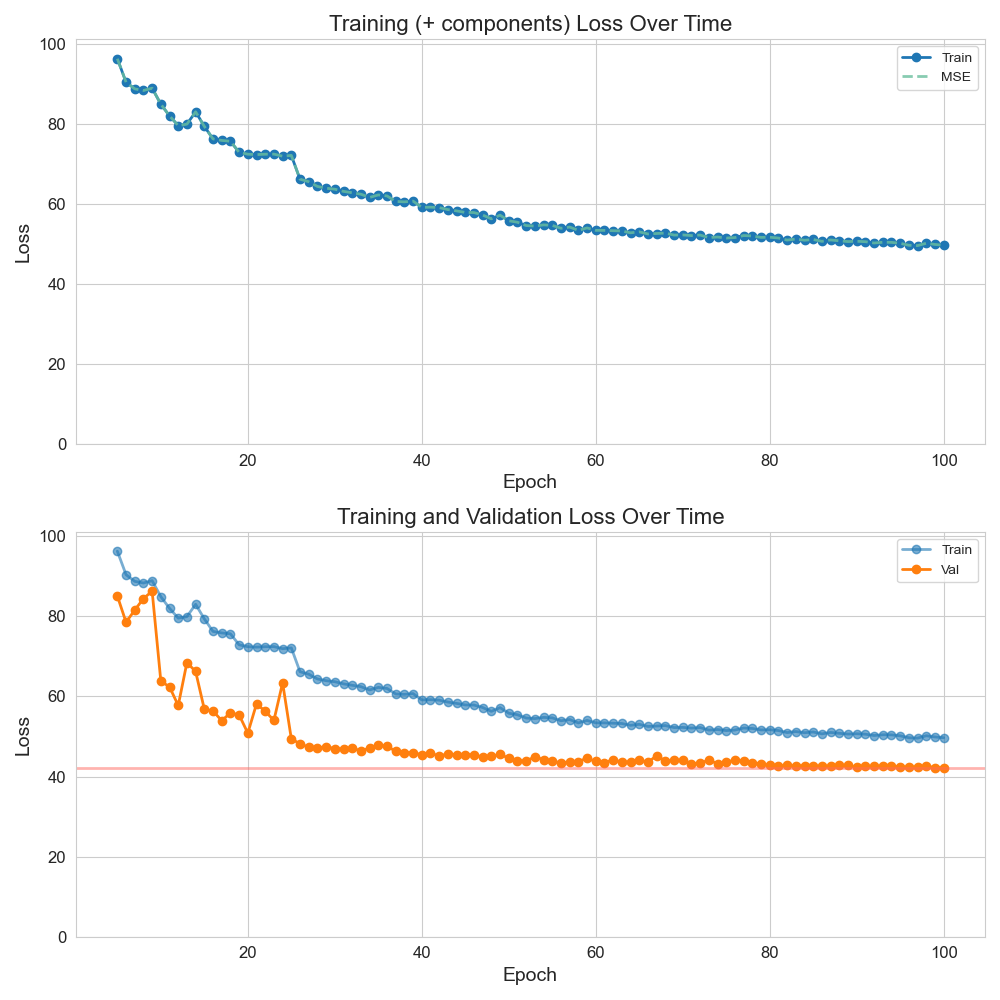 Training (+ components) Loss Over Time
100
80
60
40
20
0
Loss
Train
MSE
20 40 60 80 100
Epoch
Training and Validation Loss Over Time
100
80
60
40
20
0
Loss
Train
Val
20 40 60 80 100
Epoch